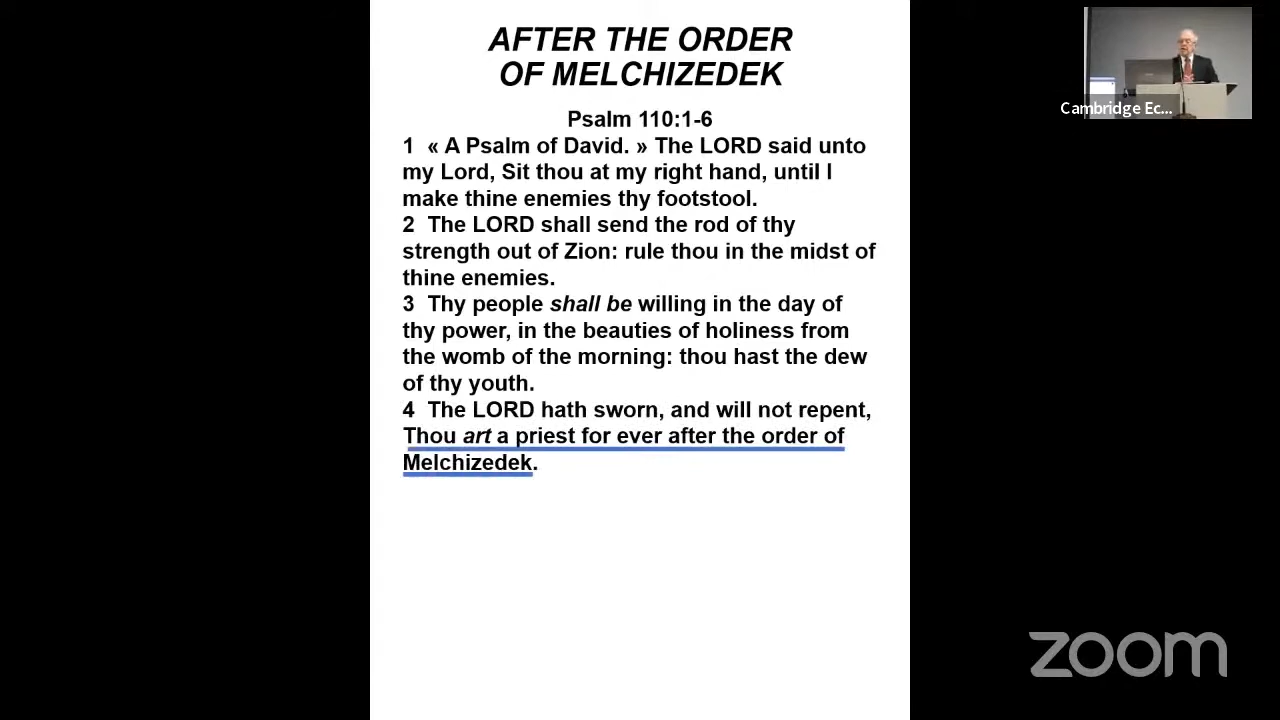 AFTER THE ORDER
OF MELCHIZEDEK
Psalm 110:1-6
1 « A Psalm of David. » The LORD said unto
my Lord, Sit thou at my right hand, until I
make thine enemies thy footstool.
2 The LORD shall send the rod of thy
strength out of Zion: rule thou in the midst of
thine enemies.
3 Thy people shall be willing in the day of
thy power, in the beauties of holiness from
the womb of the morning: thou hast the dew
of thy youth.
4 The LORD hath sworn, and will not repent,
Thou art a priest for ever after the order of
Melchizedek.
Cambridge Ec...
zoom